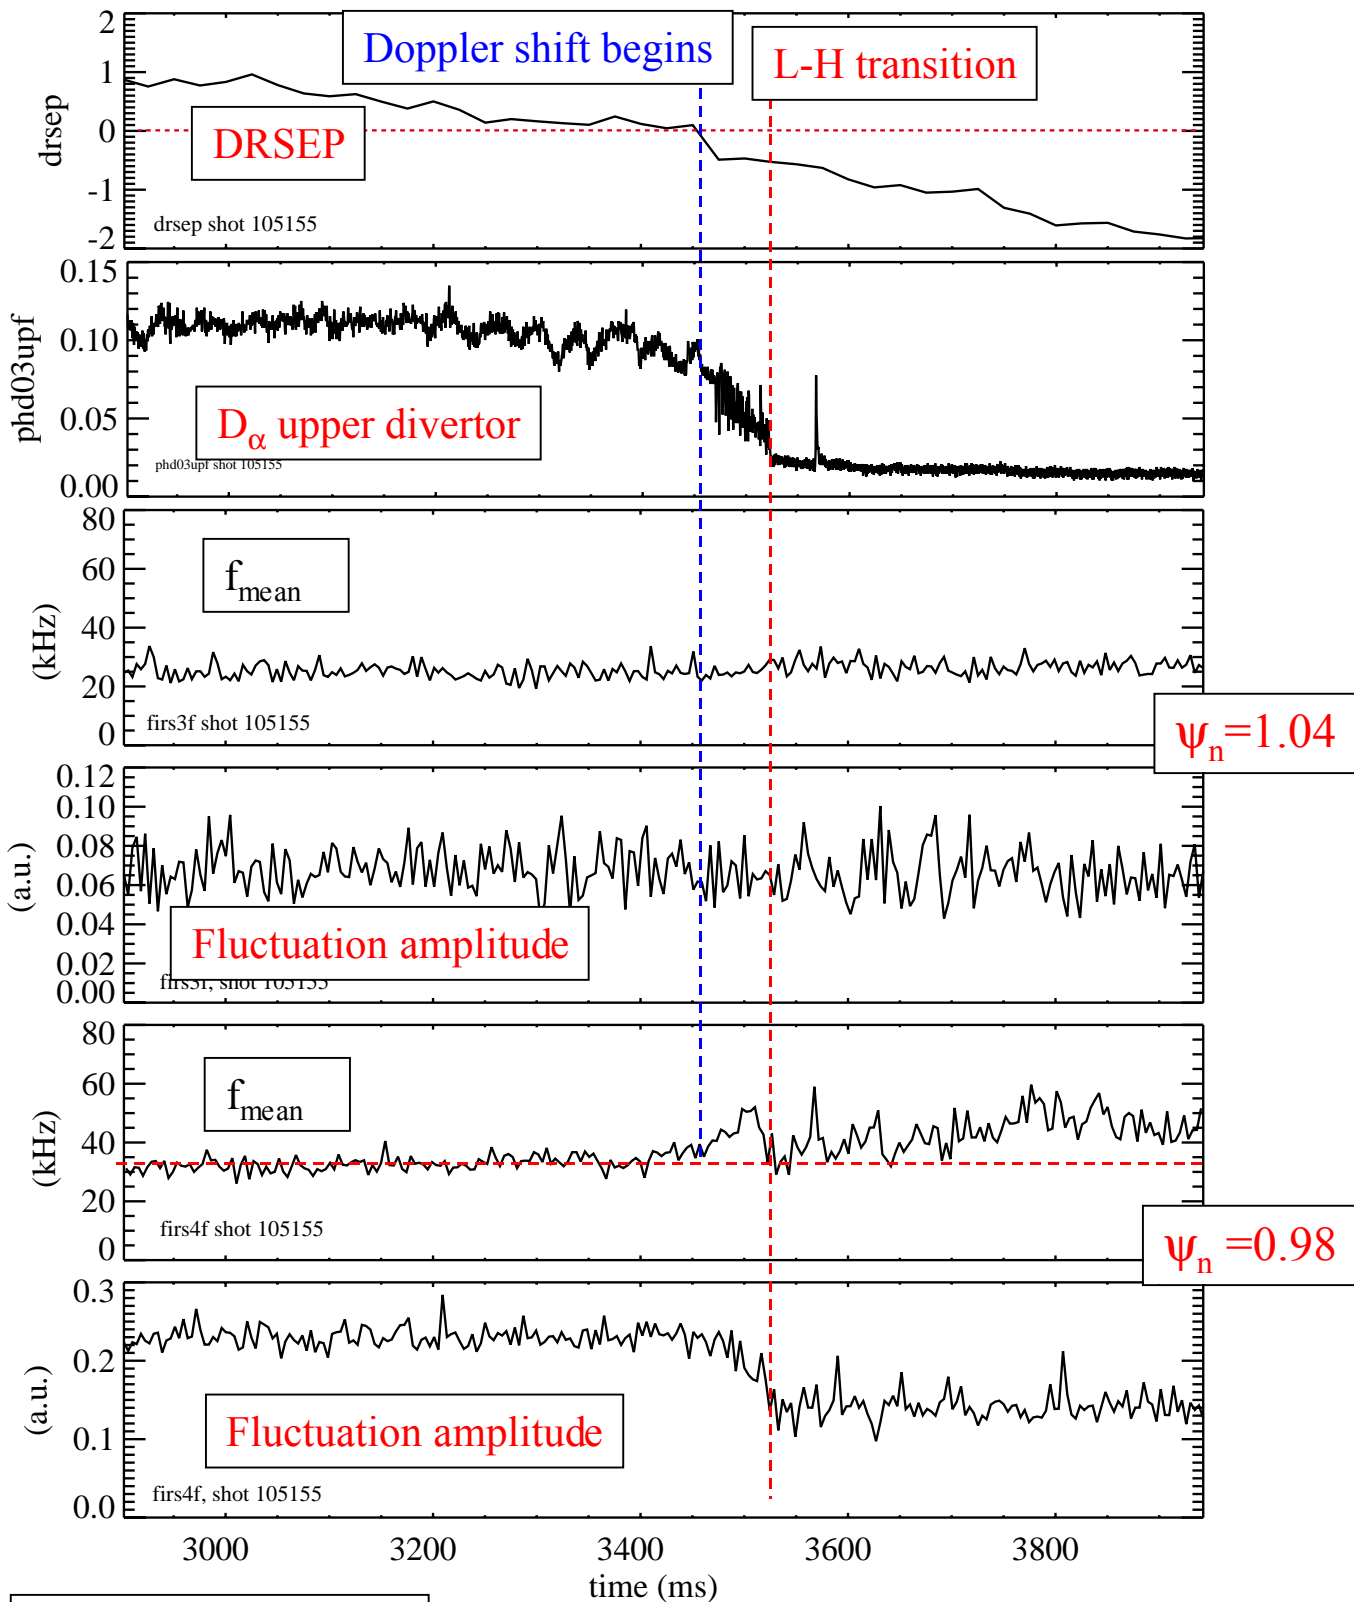 2
Doppler shift begins
L-H transition
1
0
-1
-2
drsep
DRSEP
drsep shot 105155
0.15
0.10
0.05
0.00
phd03upf
Dα upper divertor
phd03upf shot 105155
80
60
40
20
0
(kHz)
fmean
firs3f shot 105155
ψn=1.04
0.12
0.10
0.08
0.06
0.04
0.02
0.00
(a.u.)
Fluctuation amplitude
firs3f, shot 105155
80
60
40
20
0
(kHz)
fmean
firs4f shot 105155
ψn =0.98
0.3
0.2
0.1
0.0
(a.u.)
Fluctuation amplitude
firs4f, shot 105155
3000 3200 3400 3600 3800
time (ms)